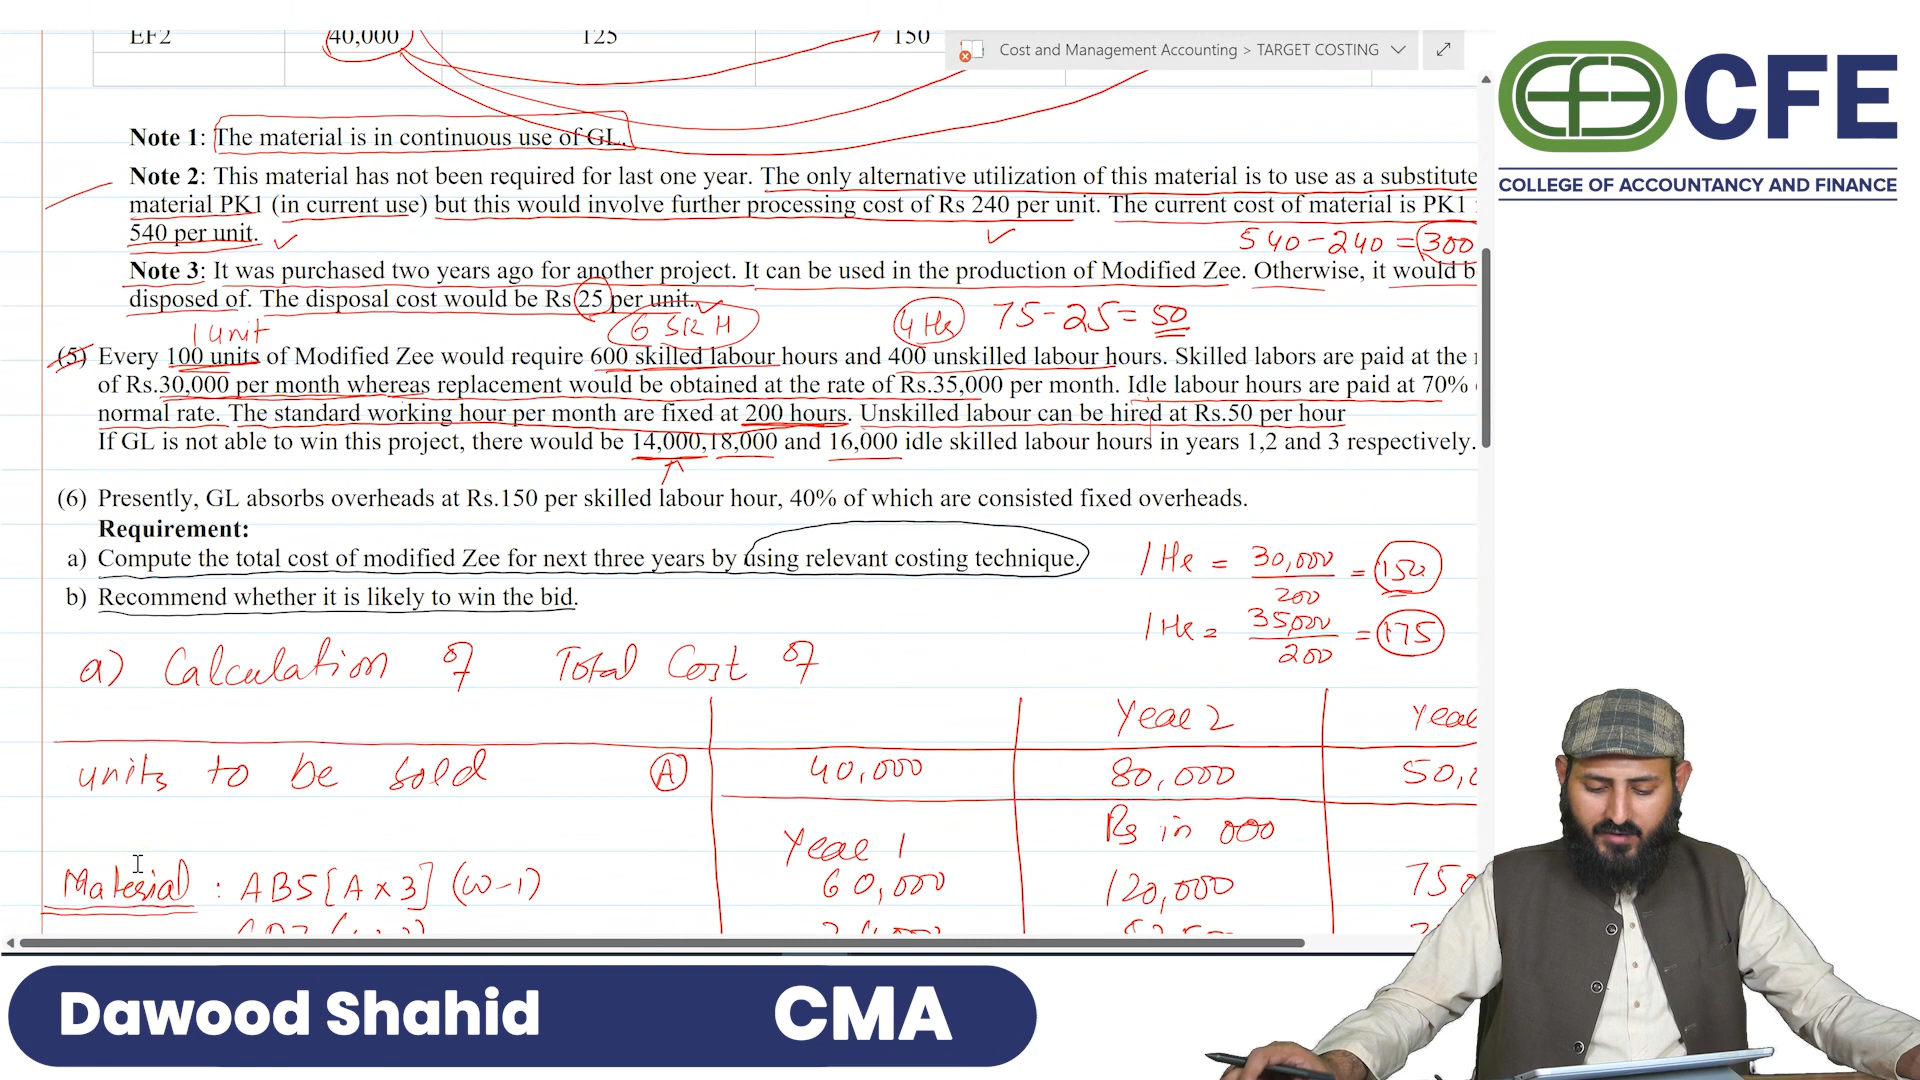 EF2 40,000 125 150
Cost and Management Accounting > TARGET COSTING
CFE
COLLEGE OF ACCOUNTANCY AND FINANCE
Note 1: The material is in continuous use of GL.
Note 2: This material has not been required for last one year. The only alternative utilization of this material is to use as a substitute
material PK1 (in current use) but this would involve further processing cost of Rs 240 per unit. The current cost of material is PK1
540 per unit.
540 - 240 = 300
Note 3: It was purchased two years ago for another project. It can be used in the production of Modified Zee. Otherwise, it would b
disposed of. The disposal cost would be Rs 25 per unit.
1 unit 6 SR H 4 Hr 75 - 25 = 50
(5) Every 100 units of Modified Zee would require 600 skilled labour hours and 400 unskilled labour hours. Skilled labors are paid at the
of Rs.30,000 per month whereas replacement would be obtained at the rate of Rs.35,000 per month. Idle labour hours are paid at 70%
normal rate. The standard working hour per month are fixed at 200 hours. Unskilled labour can be hired at Rs.50 per hour
If GL is not able to win this project, there would be 14,000,18,000 and 16,000 idle skilled labour hours in years 1,2 and 3 respectively.
(6) Presently, GL absorbs overheads at Rs.150 per skilled labour hour, 40% of which are consisted fixed overheads.
Requirement:
a) Compute the total cost of modified Zee for next three years by using relevant costing technique.
b) Recommend whether it is likely to win the bid.
1 Hr = 30,000 / 200 = 150
1 Hr = 35,000 / 200 = 175
a) Calculation of Total Cost of
Year 2 Year
units to be sold (A) 40,000 80,000 50,
Rs in 000
Year 1
Material : ABS [A x 3] (w-1) 60,000 120,000 750
Dawood Shahid CMA